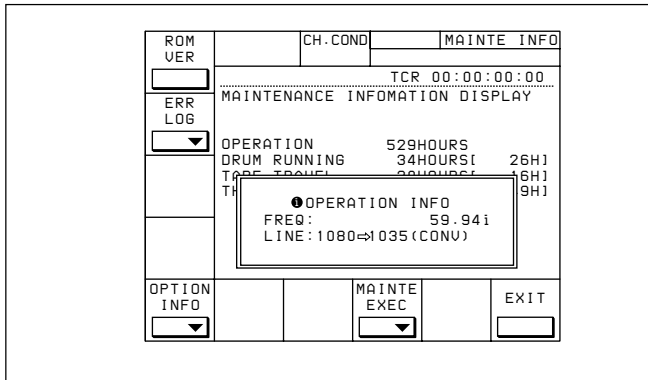 ROM VER
CH.COND
MAINTE INFO
TCR 00:00:00:00
MAINTENANCE INFOMATION DISPLAY
ERR LOG
OPERATION 529HOURS
DRUM RUNNING 34HOURS[ 26H]
16H]
9H]
❶OPERATION INFO
FREQ: 59.94i
LINE:1080⇨1035(CONV)
OPTION INFO
MAINTE EXEC
EXIT